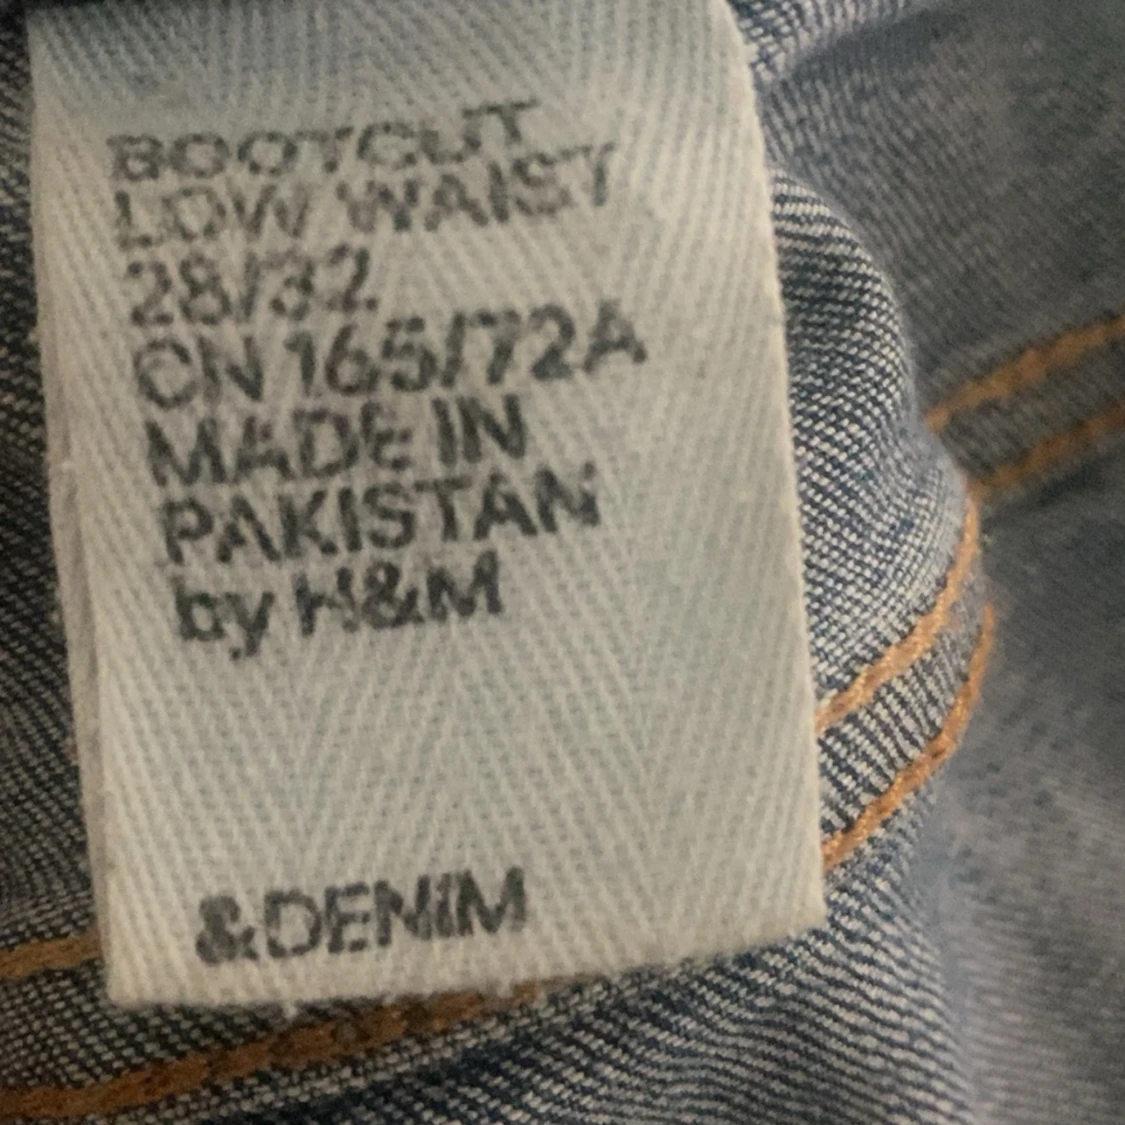 BOOTCUT
LOW WAIST
28/32
CN 165/72A
MADE IN
PAKISTAN
by H&M
&DENIM